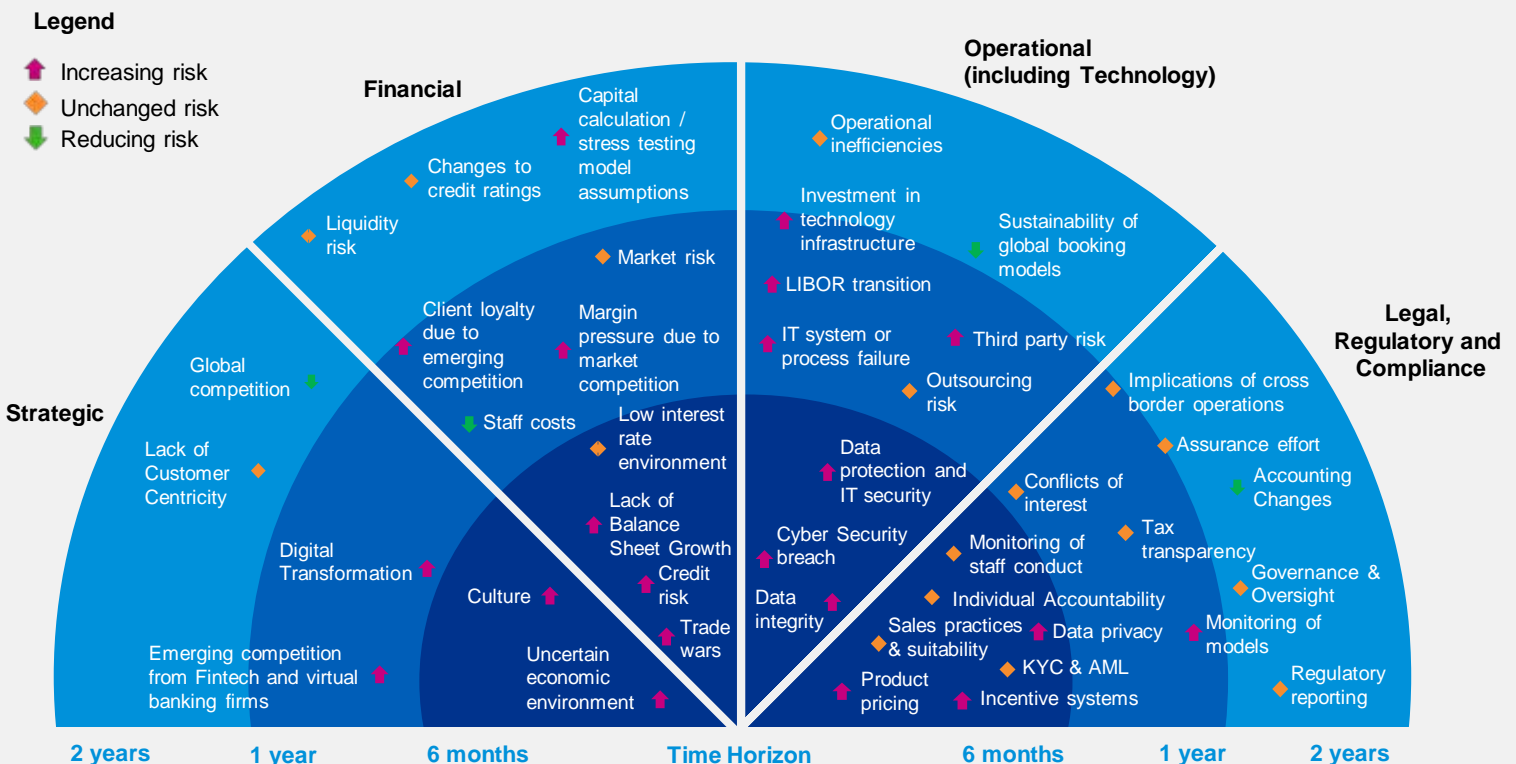 Legend
Increasing risk
Unchanged risk
Reducing risk
Financial
Capital
calculation /
stress testing
model
assumptions
Changes to
credit ratings
Liquidity
risk
Market risk
Client loyalty
due to
emerging
competition
Margin
pressure due to
market
competition
Staff costs
Low interest
rate
environment
Lack of
Balance
Sheet Growth
Credit
risk
Trade
wars
Strategic
Global
competition
Lack of
Customer
Centricity
Digital
Transformation
Culture
Emerging competition
from Fintech and virtual
banking firms
Uncertain
economic
environment
Operational
(including Technology)
Operational
inefficiencies
Investment in
technology
infrastructure
Sustainability of
global booking
models
LIBOR transition
IT system or
process failure
Third party risk
Outsourcing
risk
Data
protection and
IT security
Cyber Security
breach
Data
integrity
Legal,
Regulatory and
Compliance
Implications of cross
border operations
Assurance effort
Accounting
Changes
Conflicts of
interest
Tax
transparency
Monitoring of
staff conduct
Governance &
Oversight
Individual Accountability
Sales practices
& suitability
Data privacy
Monitoring of
models
KYC & AML
Product
pricing
Incentive systems
Regulatory
reporting
2 years
1 year
6 months
Time Horizon
6 months
1 year
2 years